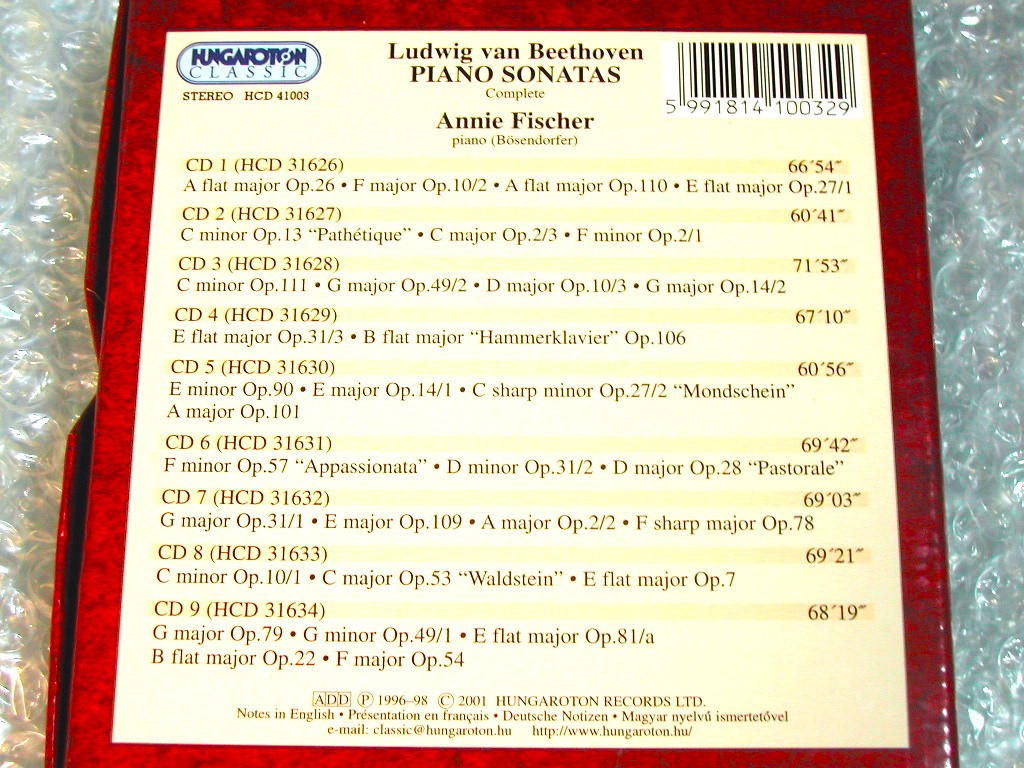 HUNGAROTON
CLASSIC
STEREO HCD 41003
Ludwig van Beethoven
PIANO SONATAS
Complete
Annie Fischer
piano (Bösendorfer)
5 991814 100329
CD 1 (HCD 31626) 66´54˝
A flat major Op.26 • F major Op.10/2 • A flat major Op.110 • E flat major Op.27/1
CD 2 (HCD 31627) 60´41˝
C minor Op.13 “Pathétique” • C major Op.2/3 • F minor Op.2/1
CD 3 (HCD 31628) 71´53˝
C minor Op.111 • G major Op.49/2 • D major Op.10/3 • G major Op.14/2
CD 4 (HCD 31629) 67´10˝
E flat major Op.31/3 • B flat major “Hammerklavier” Op.106
CD 5 (HCD 31630) 60´56˝
E minor Op.90 • E major Op.14/1 • C sharp minor Op.27/2 “Mondschein”
A major Op.101
CD 6 (HCD 31631) 69´42˝
F minor Op.57 “Appassionata” • D minor Op.31/2 • D major Op.28 “Pastorale”
CD 7 (HCD 31632) 69´03˝
G major Op.31/1 • E major Op.109 • A major Op.2/2 • F sharp major Op.78
CD 8 (HCD 31633) 69´21˝
C minor Op.10/1 • C major Op.53 “Waldstein” • E flat major Op.7
CD 9 (HCD 31634) 68´19˝
G major Op.79 • G minor Op.49/1 • E flat major Op.81/a
B flat major Op.22 • F major Op.54
ADD Ⓟ 1996–98 © 2001 HUNGAROTON RECORDS LTD.
Notes in English • Présentation en français • Deutsche Notizen • Magyar nyelvű ismertetővel
e-mail: classic@hungaroton.hu http://www.hungaroton.hu/